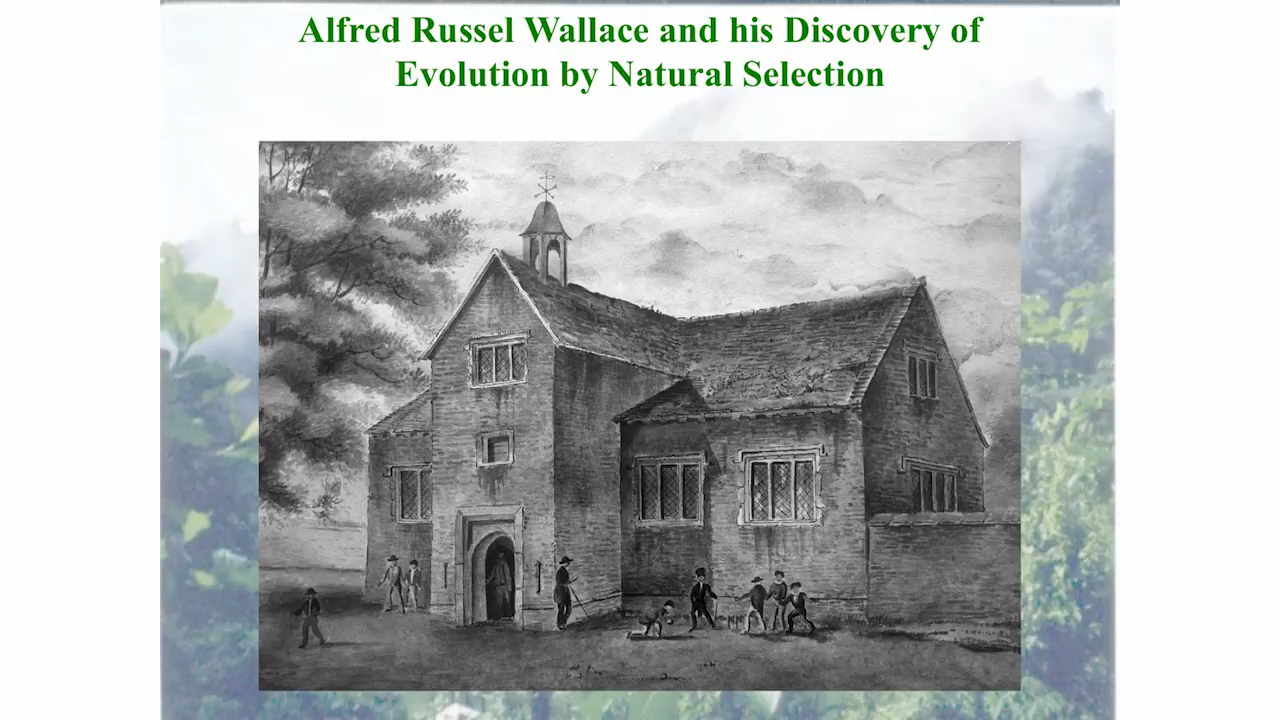 Alfred Russel Wallace and his Discovery of
Evolution by Natural Selection